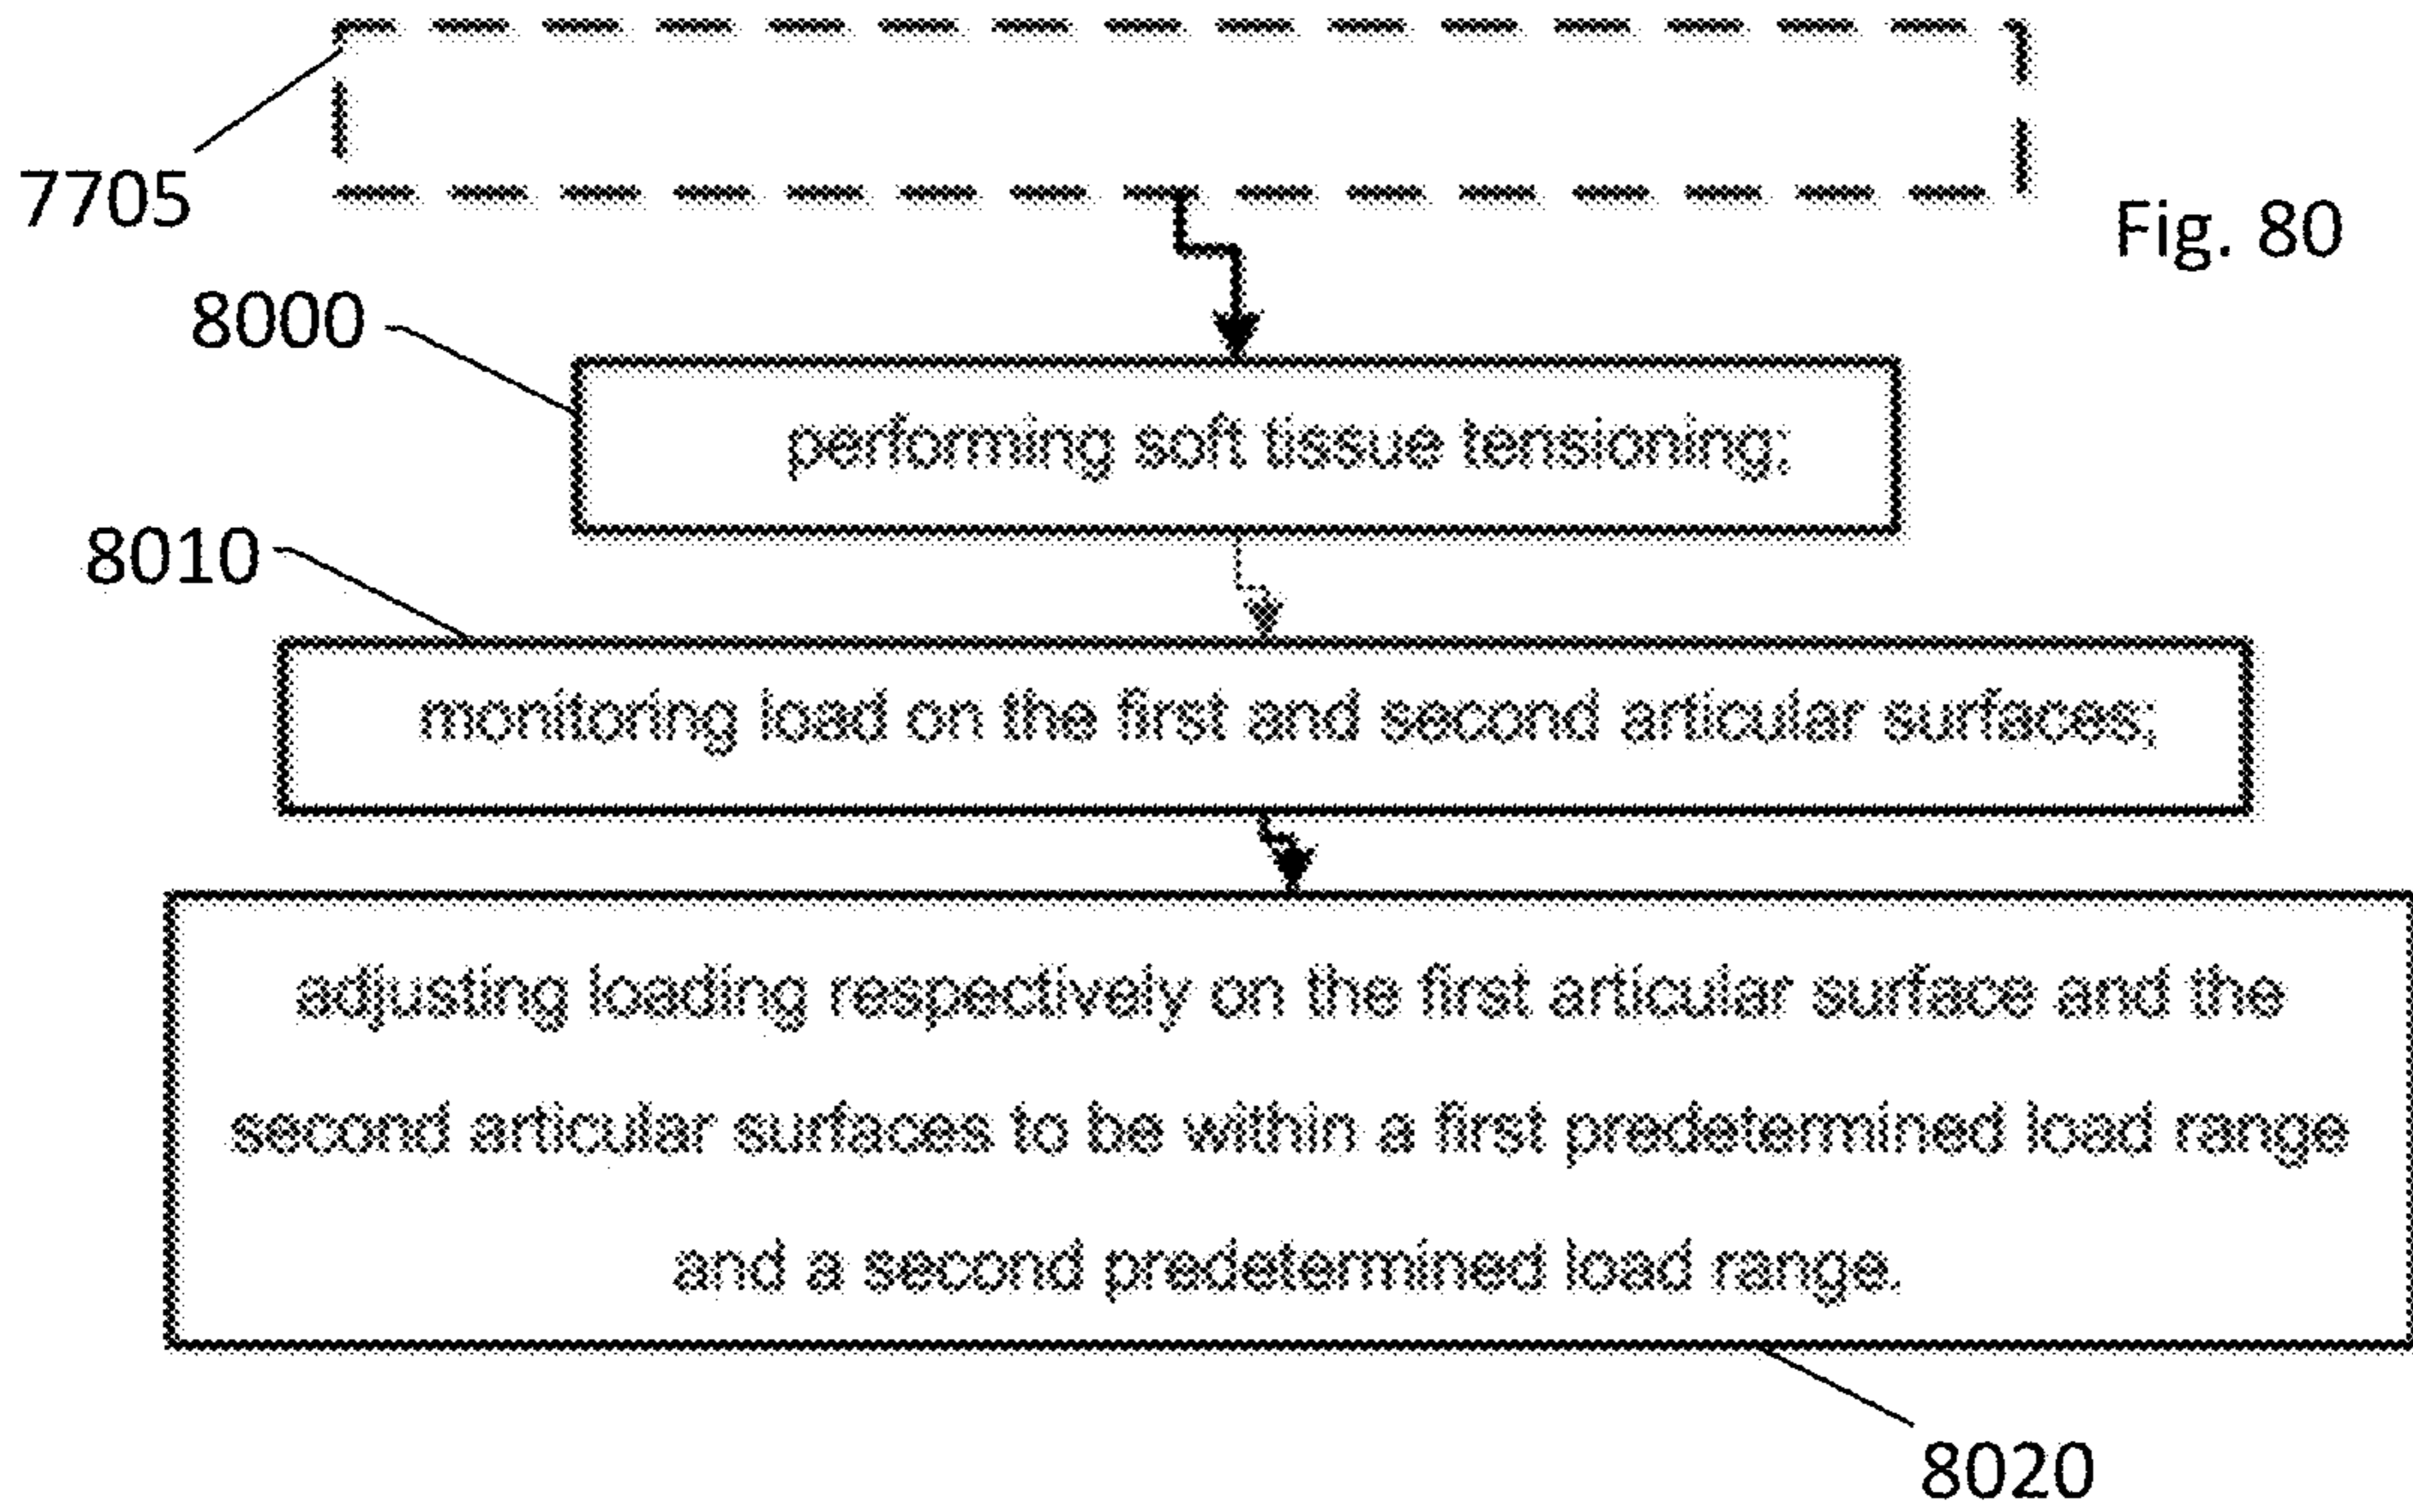 7705
Fig. 80
8000
performing soft tissue tensioning;
8010
monitoring load on the first and second articular surfaces;
adjusting loading respectively on the first articular surface and the
second articular surfaces to be within a first predetermined load range
and a second predetermined load range.
8020